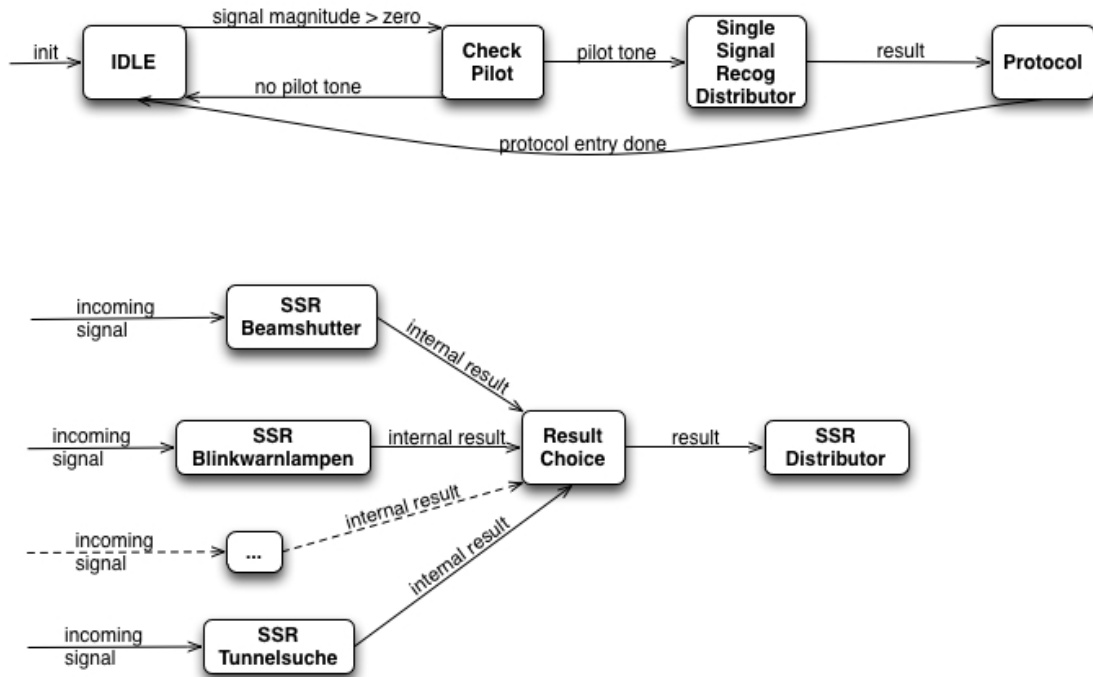 signal magnitude > zero
init
IDLE
Check
Pilot
no pilot tone
pilot tone
Single
Signal
Recog
Distributor
result
Protocol
protocol entry done
incoming
signal
SSR
Beamshutter
internal result
incoming
signal
SSR
Blinkwarnlampen
internal result
Result
Choice
result
SSR
Distributor
incoming
signal
...
internal result
incoming
signal
SSR
Tunnelsuche
internal result